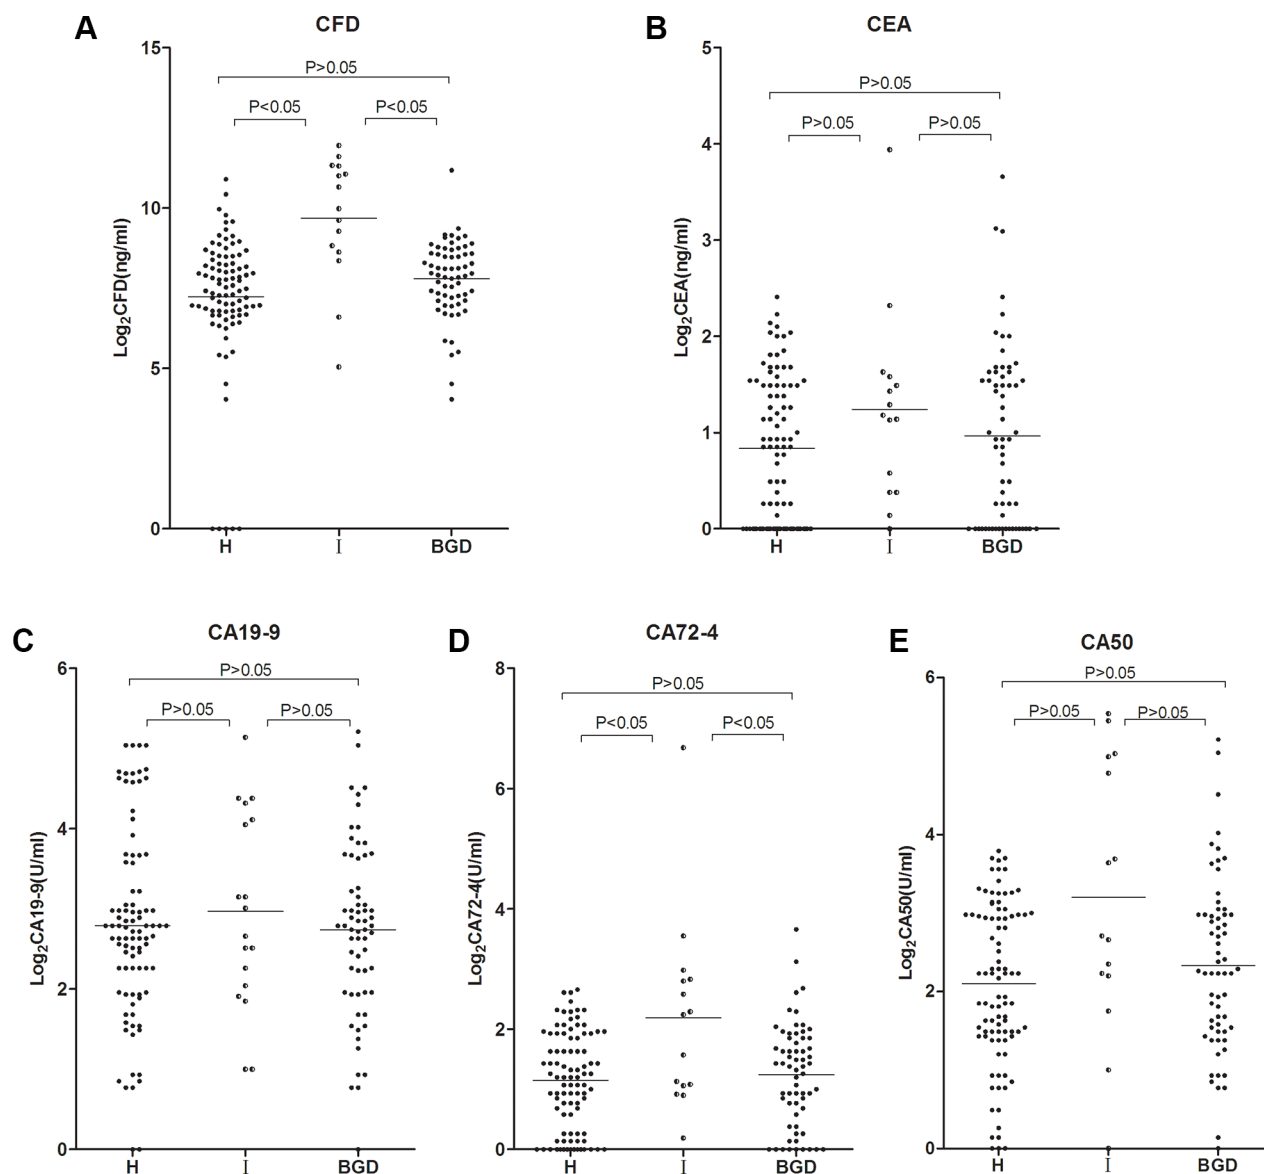 A
CFD
15
10
5
0
Log2CFD(ng/ml)
P>0.05
P<0.05 P<0.05
H I BGD
B
CEA
5
4
3
2
1
0
Log2CEA(ng/ml)
P>0.05
P>0.05 P>0.05
H I BGD
C
CA19-9
6
4
2
0
Log2CA19-9(U/ml)
P>0.05
P>0.05 P>0.05
H I BGD
D
CA72-4
8
6
4
2
0
Log2CA72-4(U/ml)
P>0.05
P<0.05 P<0.05
H I BGD
E
CA50
6
4
2
0
Log2CA50(U/ml)
P>0.05
P>0.05 P>0.05
H I BGD